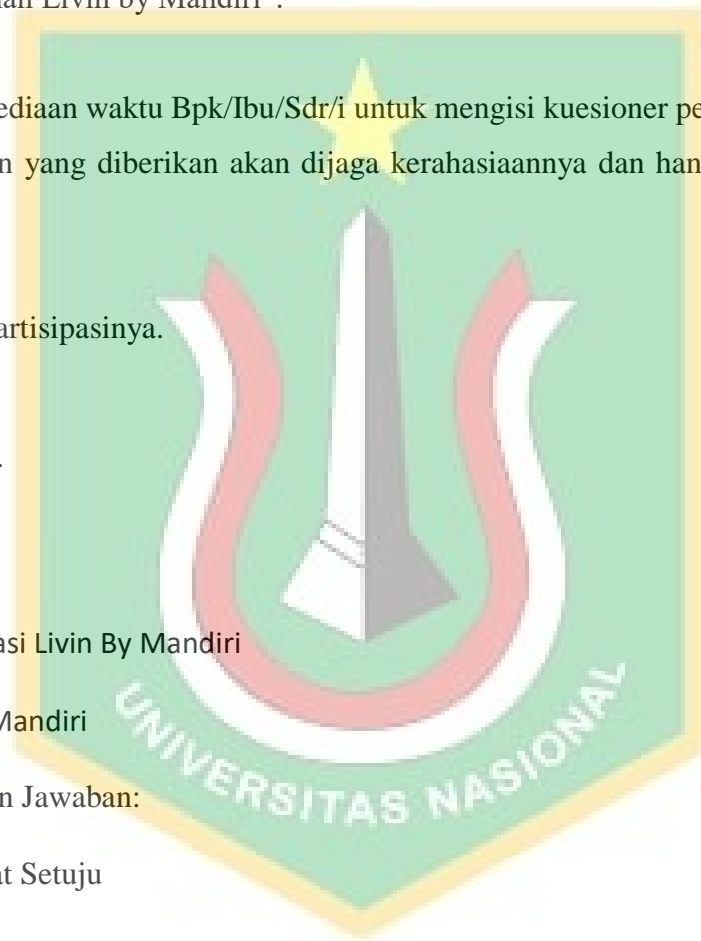 Livin by Mandiri".
ediaan waktu Bpk/Ibu/Sdr/i untuk mengisi kuesioner pe
n yang diberikan akan dijaga kerahasiaannya dan han
artisipasinya.
.
asi Livin By Mandiri
Mandiri
n Jawaban:
at Setuju
UNIVERSITAS NASIONAL